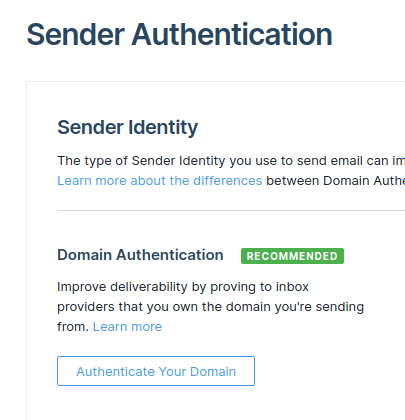 Sender Authentication
Sender Identity
The type of Sender Identity you use to send email can im
Learn more about the differences between Domain Authe
Domain Authentication RECOMMENDED
Improve deliverability by proving to inbox
providers that you own the domain you're sending
from. Learn more
Authenticate Your Domain